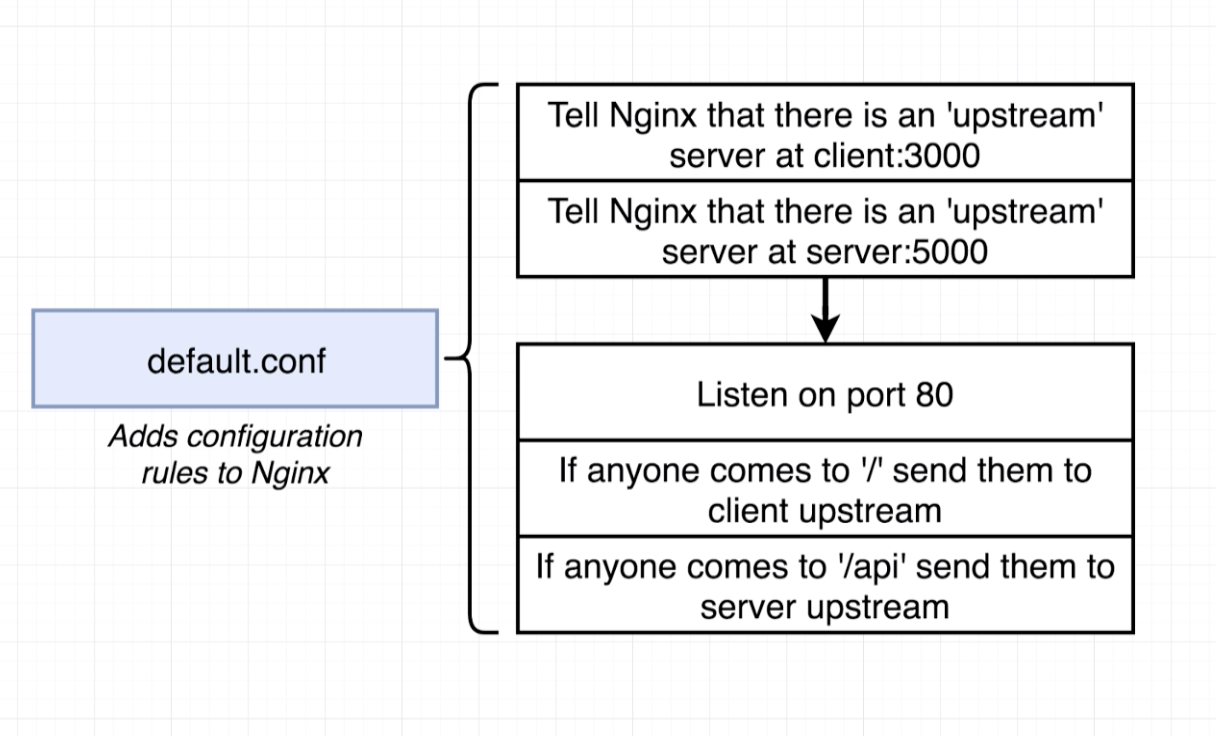 Tell Nginx that there is an 'upstream'
server at client:3000
Tell Nginx that there is an 'upstream'
server at server:5000
default.conf
Adds configuration
rules to Nginx
Listen on port 80
If anyone comes to '/' send them to
client upstream
If anyone comes to '/api' send them to
server upstream